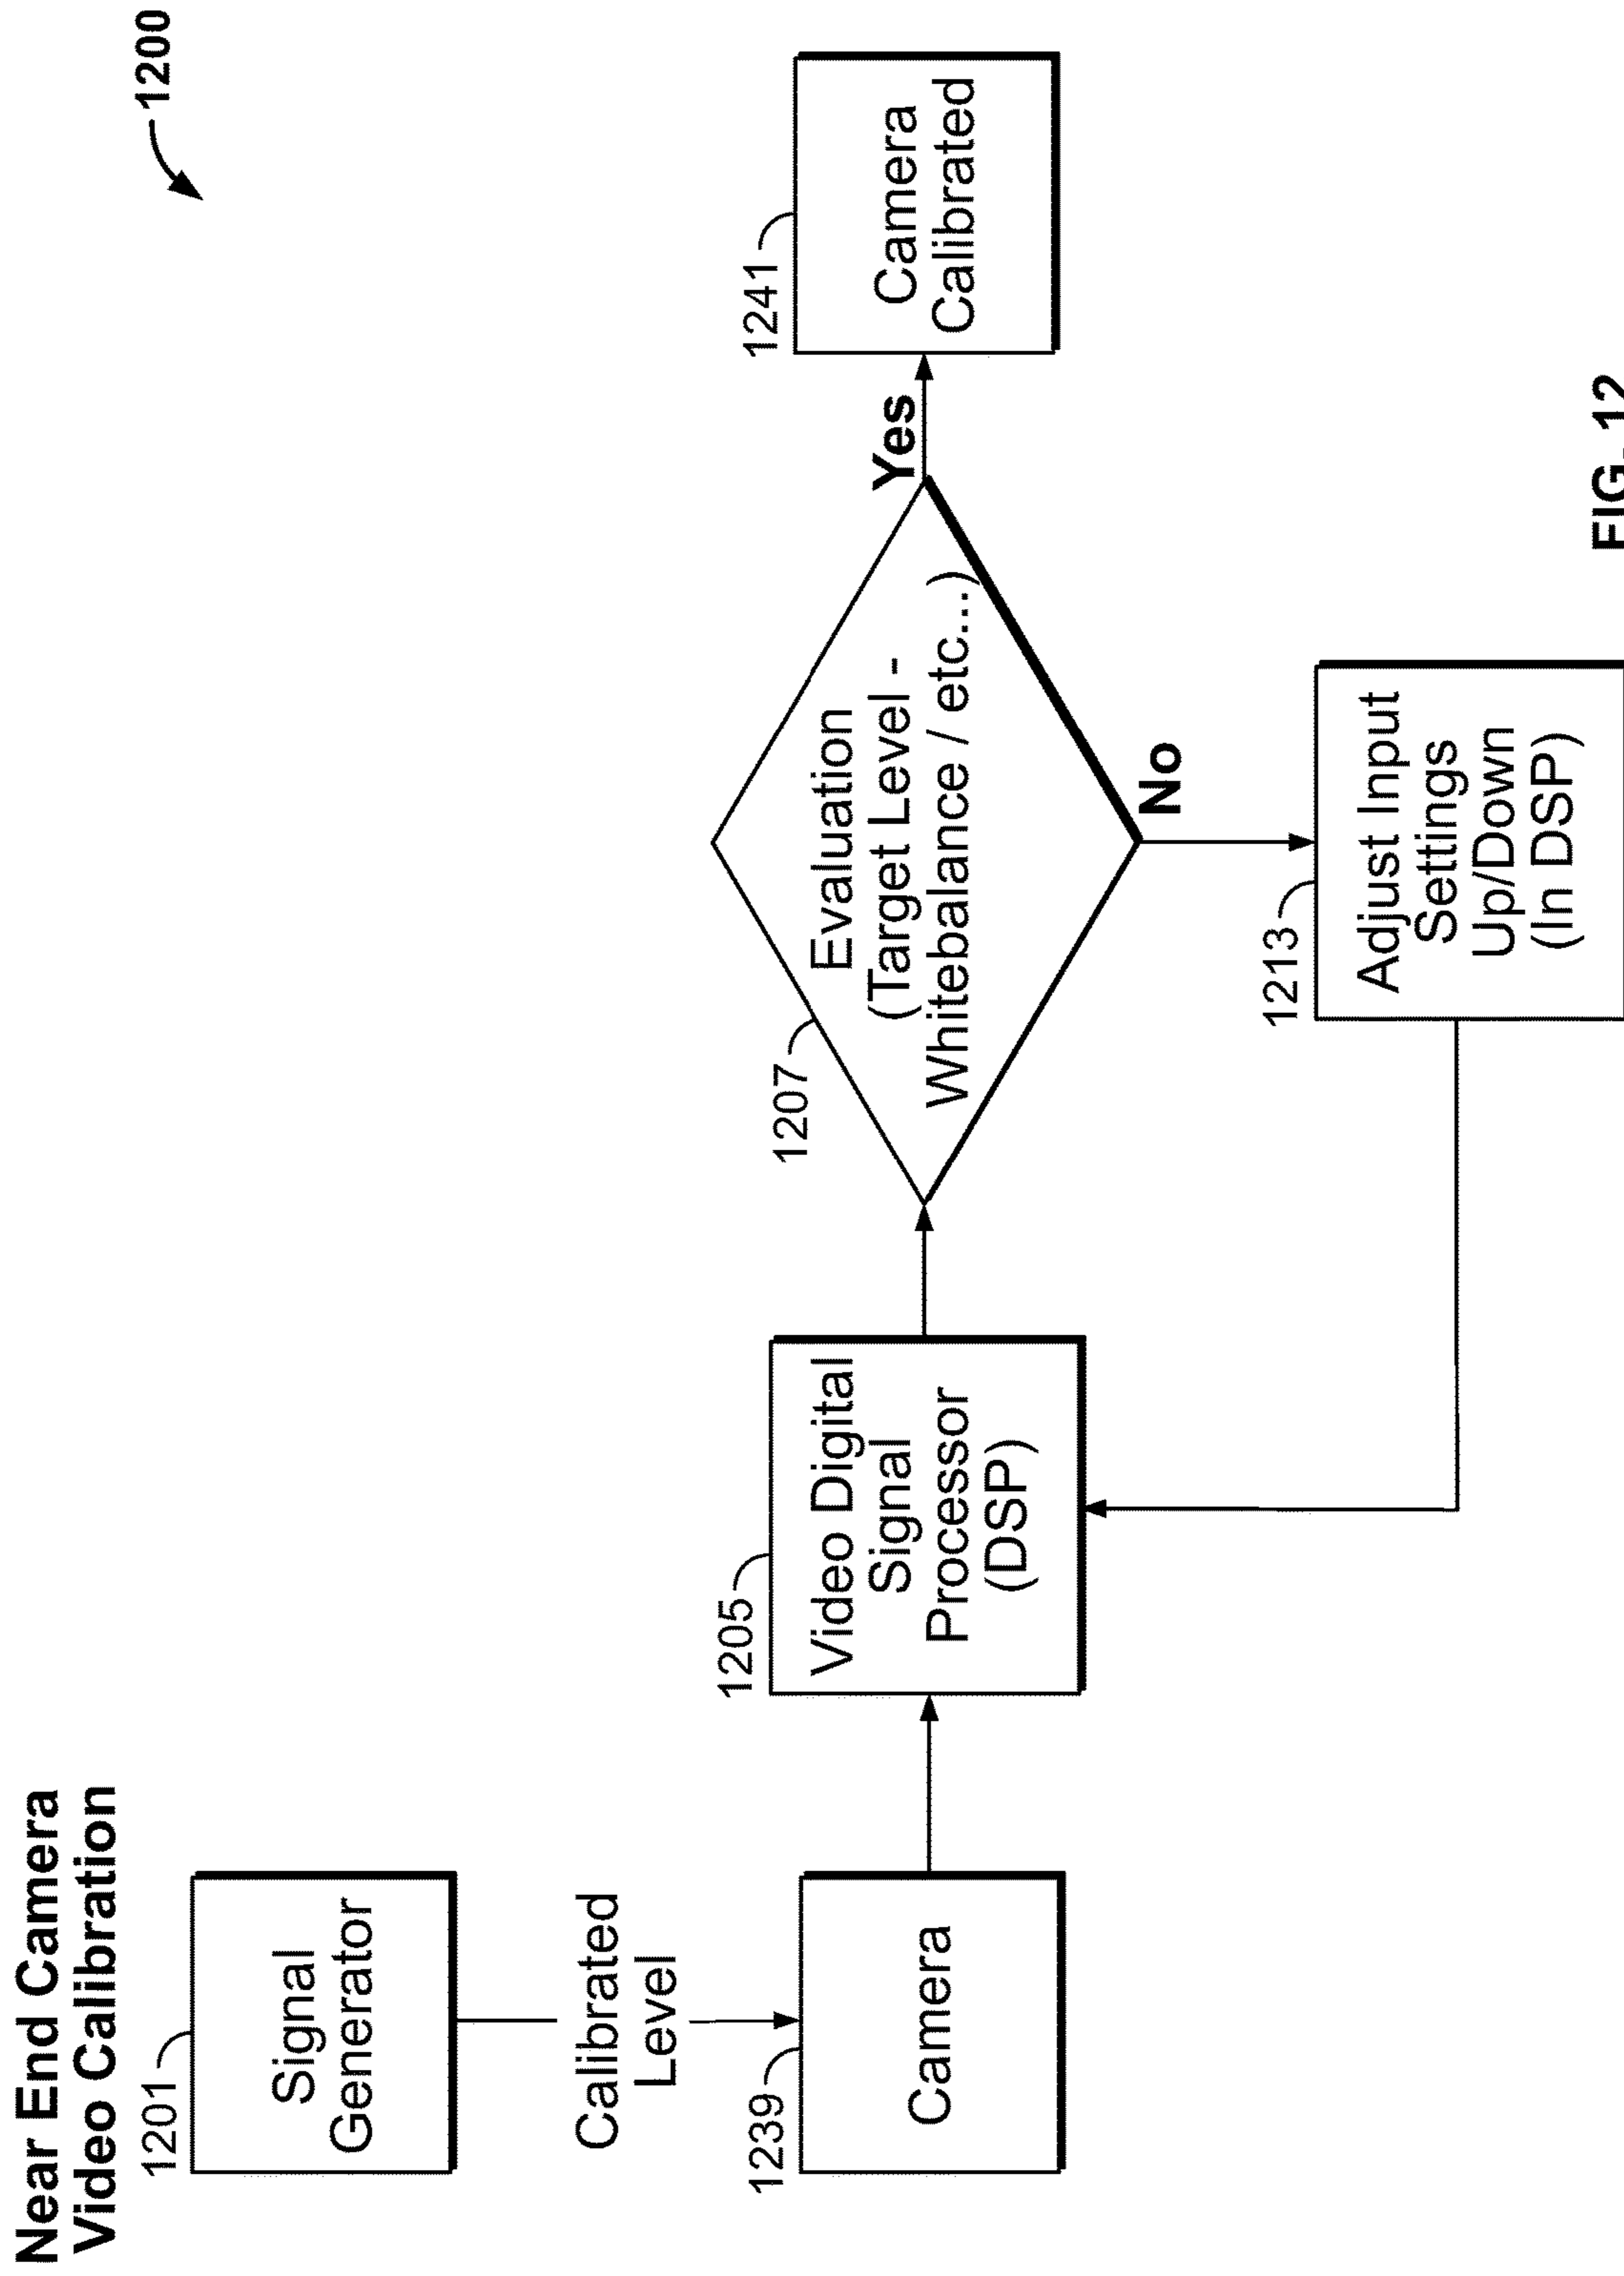 Near End Camera
Video Calibration
1200
1201
Signal
Generator
Calibrated
Level
1239
Camera
1205
Video Digital
Signal
Processor
(DSP)
1207
Evaluation
(Target Level -
Whitebalance / etc...)
Yes
1241
Camera
Calibrated
No
1213
Adjust Input
Settings
Up/Down
(In DSP)
FIG. 12